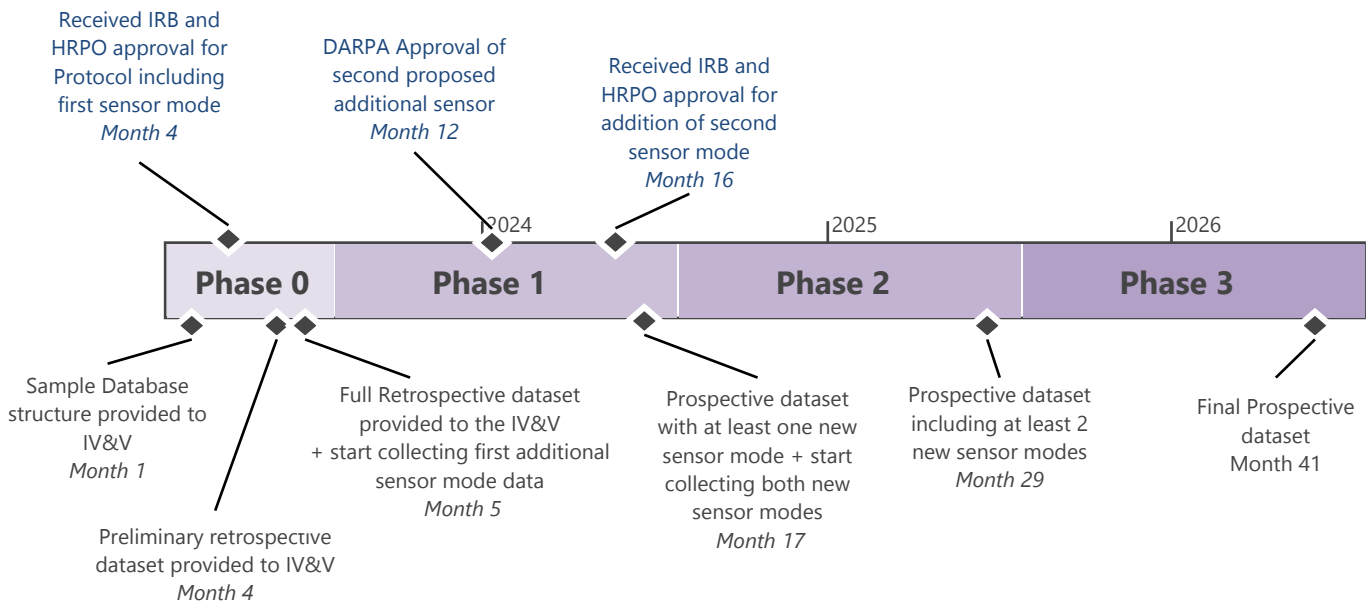 Received IRB and
HRPO approval for
Protocol including
first sensor mode
Month 4
DARPA Approval of
second proposed
additional sensor
Month 12
Received IRB and
HRPO approval for
addition of second
sensor mode
Month 16
2024
2025
2026
Phase 0
Phase 1
Phase 2
Phase 3
Sample Database
structure provided to
IV&V
Month 1
Preliminary retrospective
dataset provided to IV&V
Month 4
Full Retrospective dataset
provided to the IV&V
+ start collecting first additional
sensor mode data
Month 5
Prospective dataset
with at least one new
sensor mode + start
collecting both new
sensor modes
Month 17
Prospective dataset
including at least 2
new sensor modes
Month 29
Final Prospective
dataset
Month 41